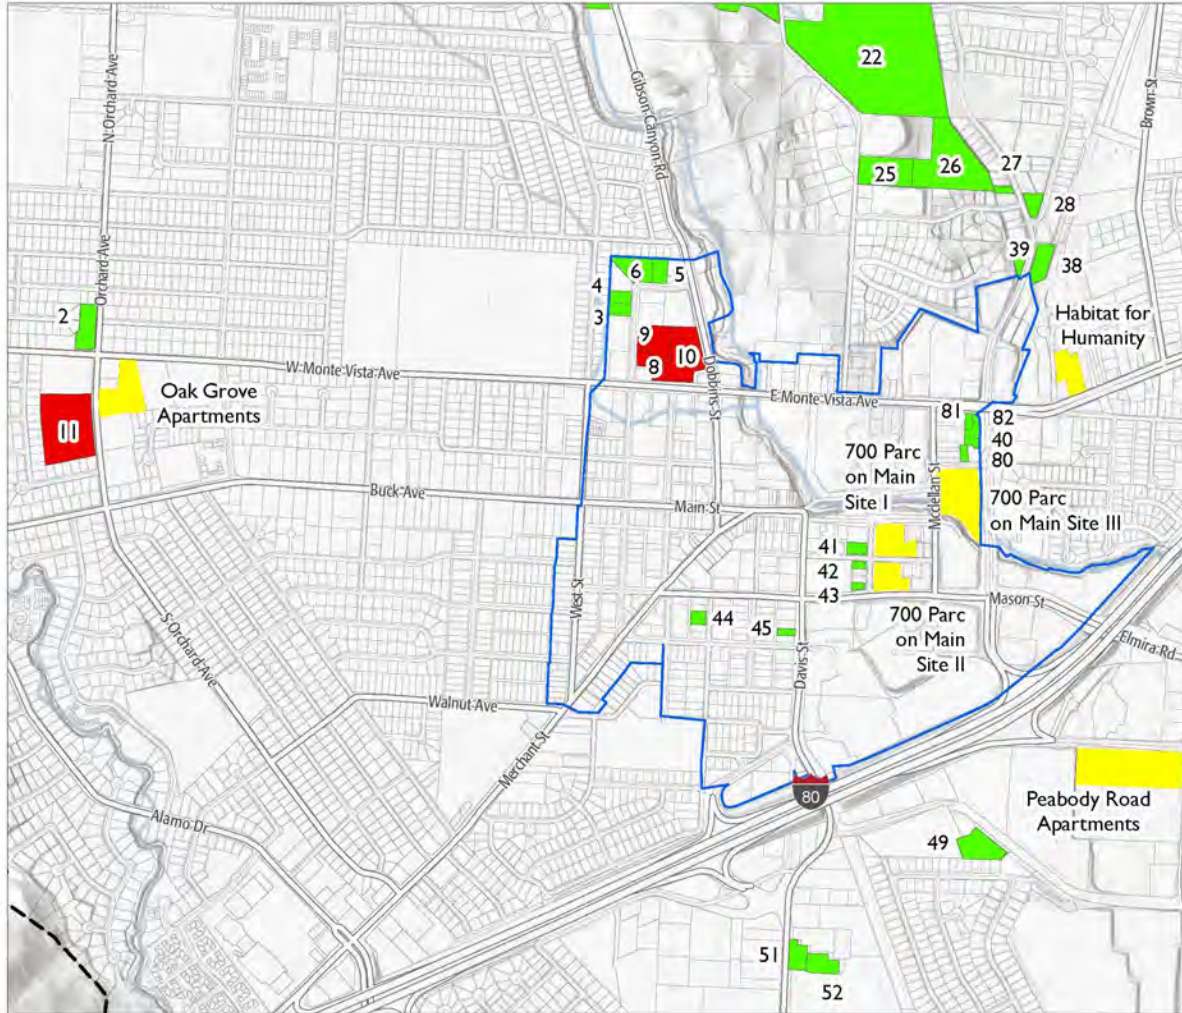 22
N Orchard Ave
Gibson Canyon Rd
Brown St
25
26
27
28
39
38
4
6
5
3
2
Orchard Ave
9
8
10
Dobbins St
Habitat for
Humanity
W Monte Vista Ave
E Monte Vista Ave
Oak Grove
Apartments
11
81
82
40
80
700 Parc
on Main
Site I
Mcclellan St
700 Parc
on Main Site III
Buck Ave
Main St
41
42
43
West St
Mason St
44
45
700 Parc
on Main
Site II
Elmira Rd
S Orchard Ave
Davis St
Walnut Ave
Merchant St
80
Peabody Road
Apartments
Alamo Dr
49
51
52